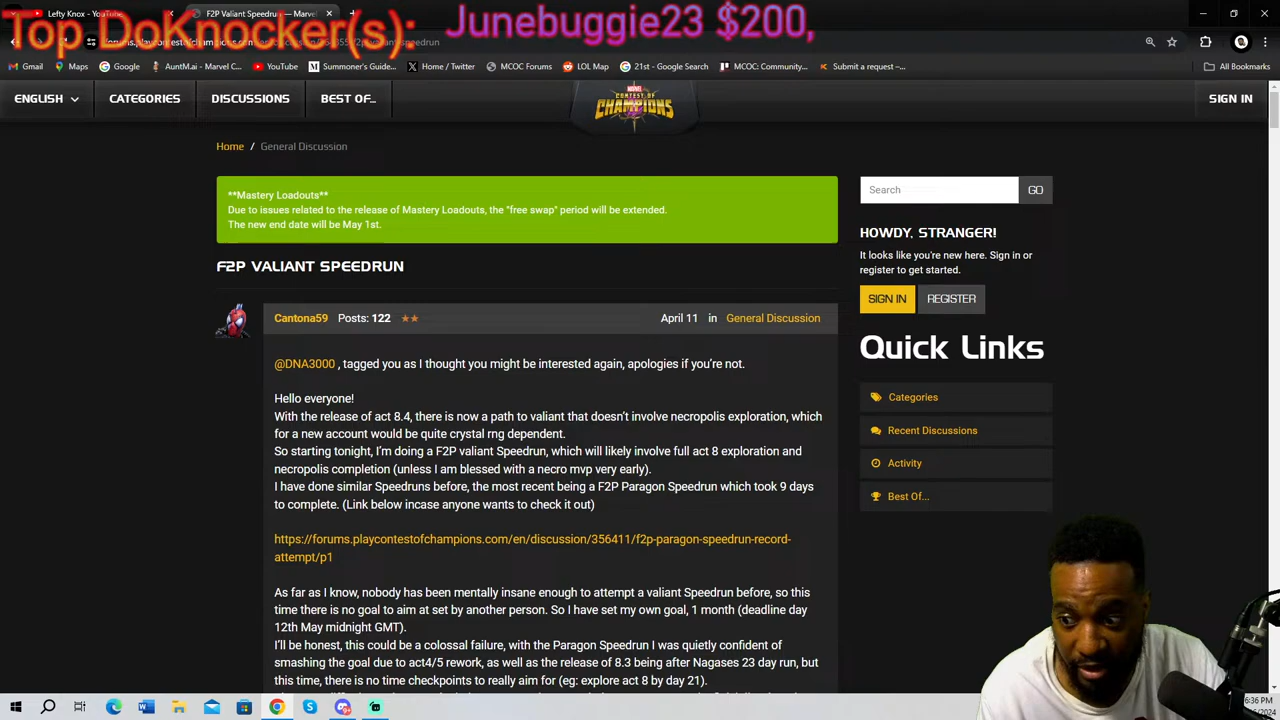 Lefty Knox - YouTube
F2P Valiant Speedrun — Marvel
Top DoKnocker(s):
Junebuggie23 $200,
Gmail
Maps
Google
AuntM.ai - Marvel C...
YouTube
Summoner's Guide...
Home / Twitter
MCOC Forums
LOL Map
21st - Google Search
MCOC: Community...
Submit a request –...
All Bookmarks
ENGLISH
CATEGORIES
DISCUSSIONS
BEST OF...
MARVEL
CONTEST OF
CHAMPIONS
SIGN IN
Home / General Discussion
**Mastery Loadouts**
Due to issues related to the release of Mastery Loadouts, the "free swap" period will be extended.
The new end date will be May 1st.
Search
GO
HOWDY, STRANGER!
It looks like you're new here. Sign in or
register to get started.
SIGN IN
REGISTER
Quick Links
Categories
Recent Discussions
Activity
Best Of...
F2P VALIANT SPEEDRUN
Cantona59 Posts: 122 ★★ April 11 in General Discussion
@DNA3000 , tagged you as I thought you might be interested again, apologies if you're not.
Hello everyone!
With the release of act 8.4, there is now a path to valiant that doesn't involve necropolis exploration, which
for a new account would be quite crystal rng dependent.
So starting tonight, I'm doing a F2P valiant Speedrun, which will likely involve full act 8 exploration and
necropolis completion (unless I am blessed with a necro mvp very early).
I have done similar Speedruns before, the most recent being a F2P Paragon Speedrun which took 9 days
to complete. (Link below incase anyone wants to check it out)
https://forums.playcontestofchampions.com/en/discussion/356411/f2p-paragon-speedrun-record-
attempt/p1
As far as I know, nobody has been mentally insane enough to attempt a valiant Speedrun before, so this
time there is no goal to aim at set by another person. So I have set my own goal, 1 month (deadline day
12th May midnight GMT).
I'll be honest, this could be a colossal failure, with the Paragon Speedrun I was quietly confident of
smashing the goal due to act4/5 rework, as well as the release of 8.3 being after Nagases 23 day run, but
this time, there is no time checkpoints to really aim for (eg: explore act 8 by day 21).
6:36 PM